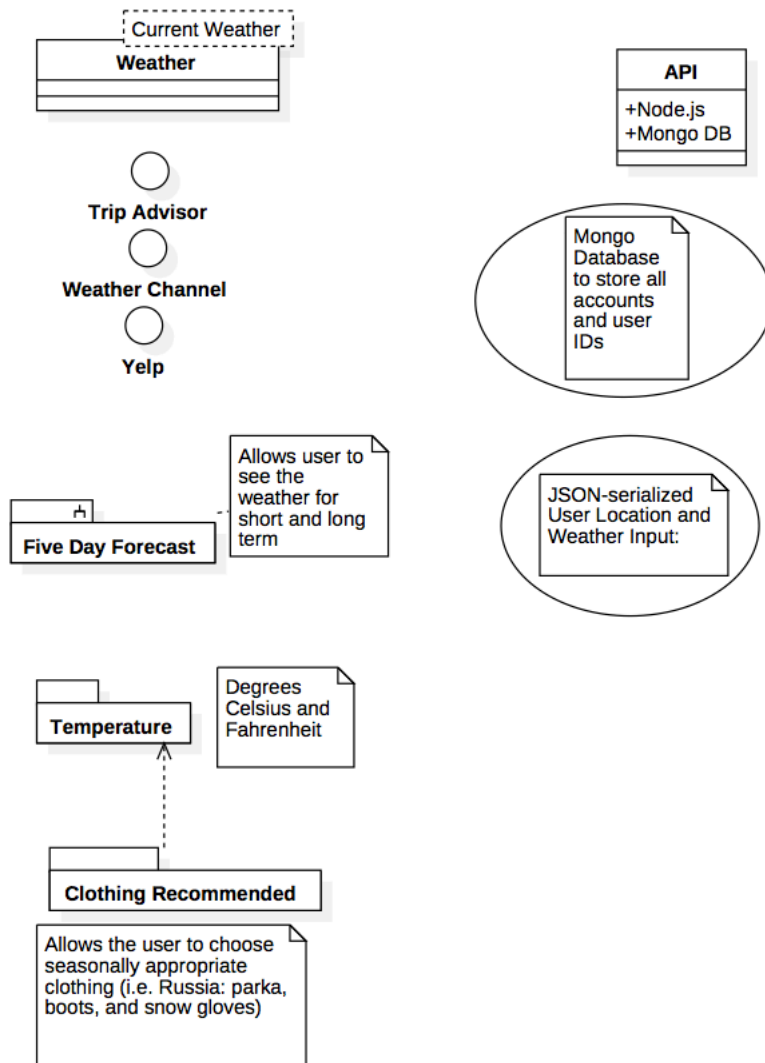 Current Weather
Weather
API
+Node.js
+Mongo DB
Trip Advisor
Weather Channel
Yelp
Mongo
Database
to store all
accounts
and user
IDs
Allows user to
see the
weather for
short and long
term
Five Day Forecast
JSON-serialized
User Location and
Weather Input:
Temperature
Degrees
Celsius and
Fahrenheit
Clothing Recommended
Allows the user to choose
seasonally appropriate
clothing (i.e. Russia: parka,
boots, and snow gloves)